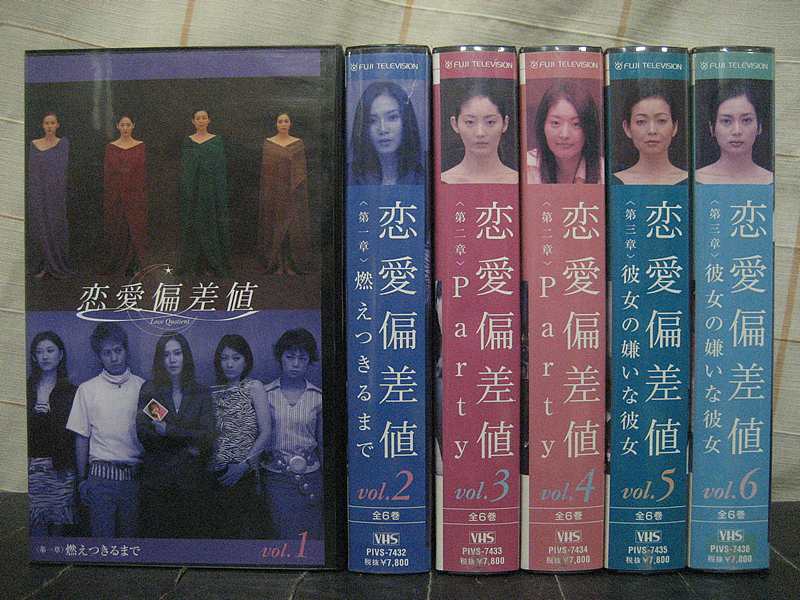 恋愛偏差値
Love Quotient
〈第一章〉燃えつきるまで
vol.1
FUJI TELEVISION
恋愛偏差値
〈第一章〉燃えつきるまで
vol.2
全6巻
VHS
PIVS-7432
税抜¥7,800
FUJI TELEVISION
恋愛偏差値
〈第二章〉Party
vol.3
全6巻
VHS
PIVS-7433
税抜¥7,800
FUJI TELEVISION
恋愛偏差値
〈第二章〉Party
vol.4
全6巻
VHS
PIVS-7434
税抜¥7,800
FUJI TELEVISION
恋愛偏差値
〈第三章〉彼女の嫌いな彼女
vol.5
全6巻
VHS
PIVS-7435
税抜¥7,800
FUJI TELEVISION
恋愛偏差値
〈第三章〉彼女の嫌いな彼女
vol.6
全6巻
VHS
PIVS-7436
税抜¥7,800